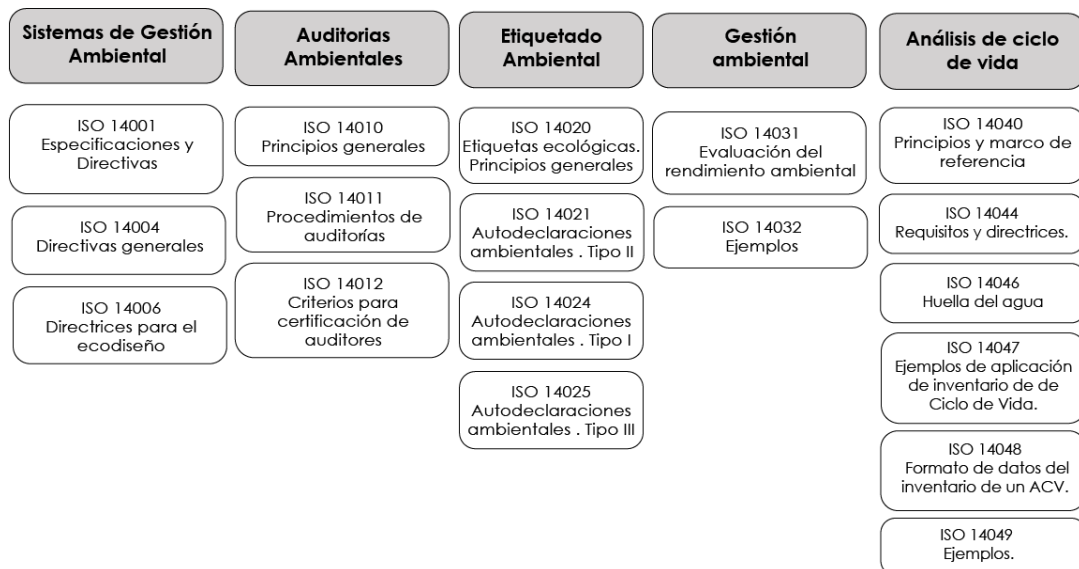 Sistemas de Gestión
Ambiental
ISO 14001
Especificaciones y
Directivas
ISO 14004
Directivas generales
ISO 14006
Directrices para el
ecodiseño
Auditorias
Ambientales
ISO 14010
Principios generales
ISO 14011
Procedimientos de
auditorías
ISO 14012
Criterios para
certificación de
auditores
Etiquetado
Ambiental
ISO 14020
Etiquetas ecológicas.
Principios generales
ISO 14021
Autodeclaraciones
ambientales . Tipo II
ISO 14024
Autodeclaraciones
ambientales . Tipo I
ISO 14025
Autodeclaraciones
ambientales . Tipo III
Gestión
ambiental
ISO 14031
Evaluación del
rendimiento ambiental
ISO 14032
Ejemplos
Análisis de ciclo
de vida
ISO 14040
Principios y marco de
referencia
ISO 14044
Requisitos y directrices.
ISO 14046
Huella del agua
ISO 14047
Ejemplos de aplicación
de inventario de de
Ciclo de Vida.
ISO 14048
Formato de datos del
inventario de un ACV.
ISO 14049
Ejemplos.